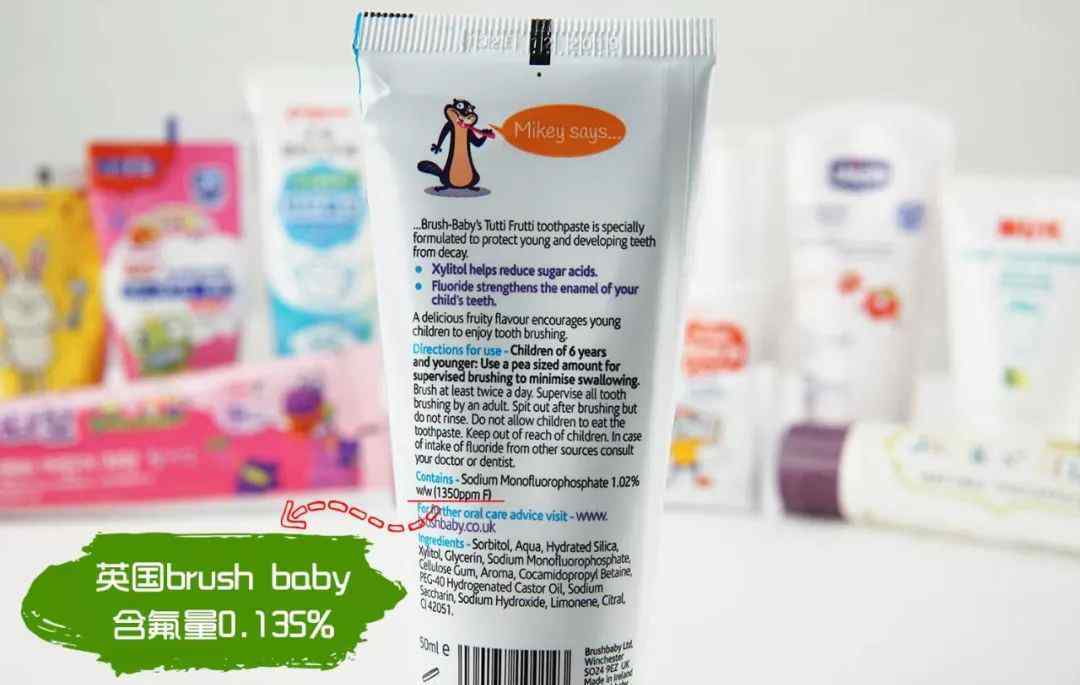 Mikey says...
...Brush-Baby's Tutti Frutti toothpaste is specially
formulated to protect young and developing teeth
from decay.
• Xylitol helps reduce sugar acids.
• Fluoride strengthens the enamel of your
child's teeth.
A delicious fruity flavour encourages young
children to enjoy tooth brushing.
Directions for use - Children of 6 years
and younger: Use a pea sized amount for
supervised brushing to minimise swallowing.
Brush at least twice a day. Supervise all tooth
brushing by an adult. Spit out after brushing but
do not rinse. Do not allow children to eat the
toothpaste. Keep out of reach of children. In case
of intake of fluoride from other sources consult
your doctor or dentist.
Contains - Sodium Monofluorophosphate 1.02%
w/w (1350ppm F)
For further oral care advice visit - www.
brushbaby.co.uk
Ingredients - Sorbitol, Aqua, Hydrated Silica,
Xylitol, Glycerin, Sodium Monofluorophosphate,
Cellulose Gum, Aroma, Cocamidopropyl Betaine,
PEG-40 Hydrogenated Castor Oil, Sodium
Saccharin, Sodium Hydroxide, Limonene, Citral,
CI 42051.
50ml e
Brushbaby Ltd,
Winchester
SO24 9EZ UK
Made in Ireland
chicco
NUK
英国brush baby
含氟量0.135%